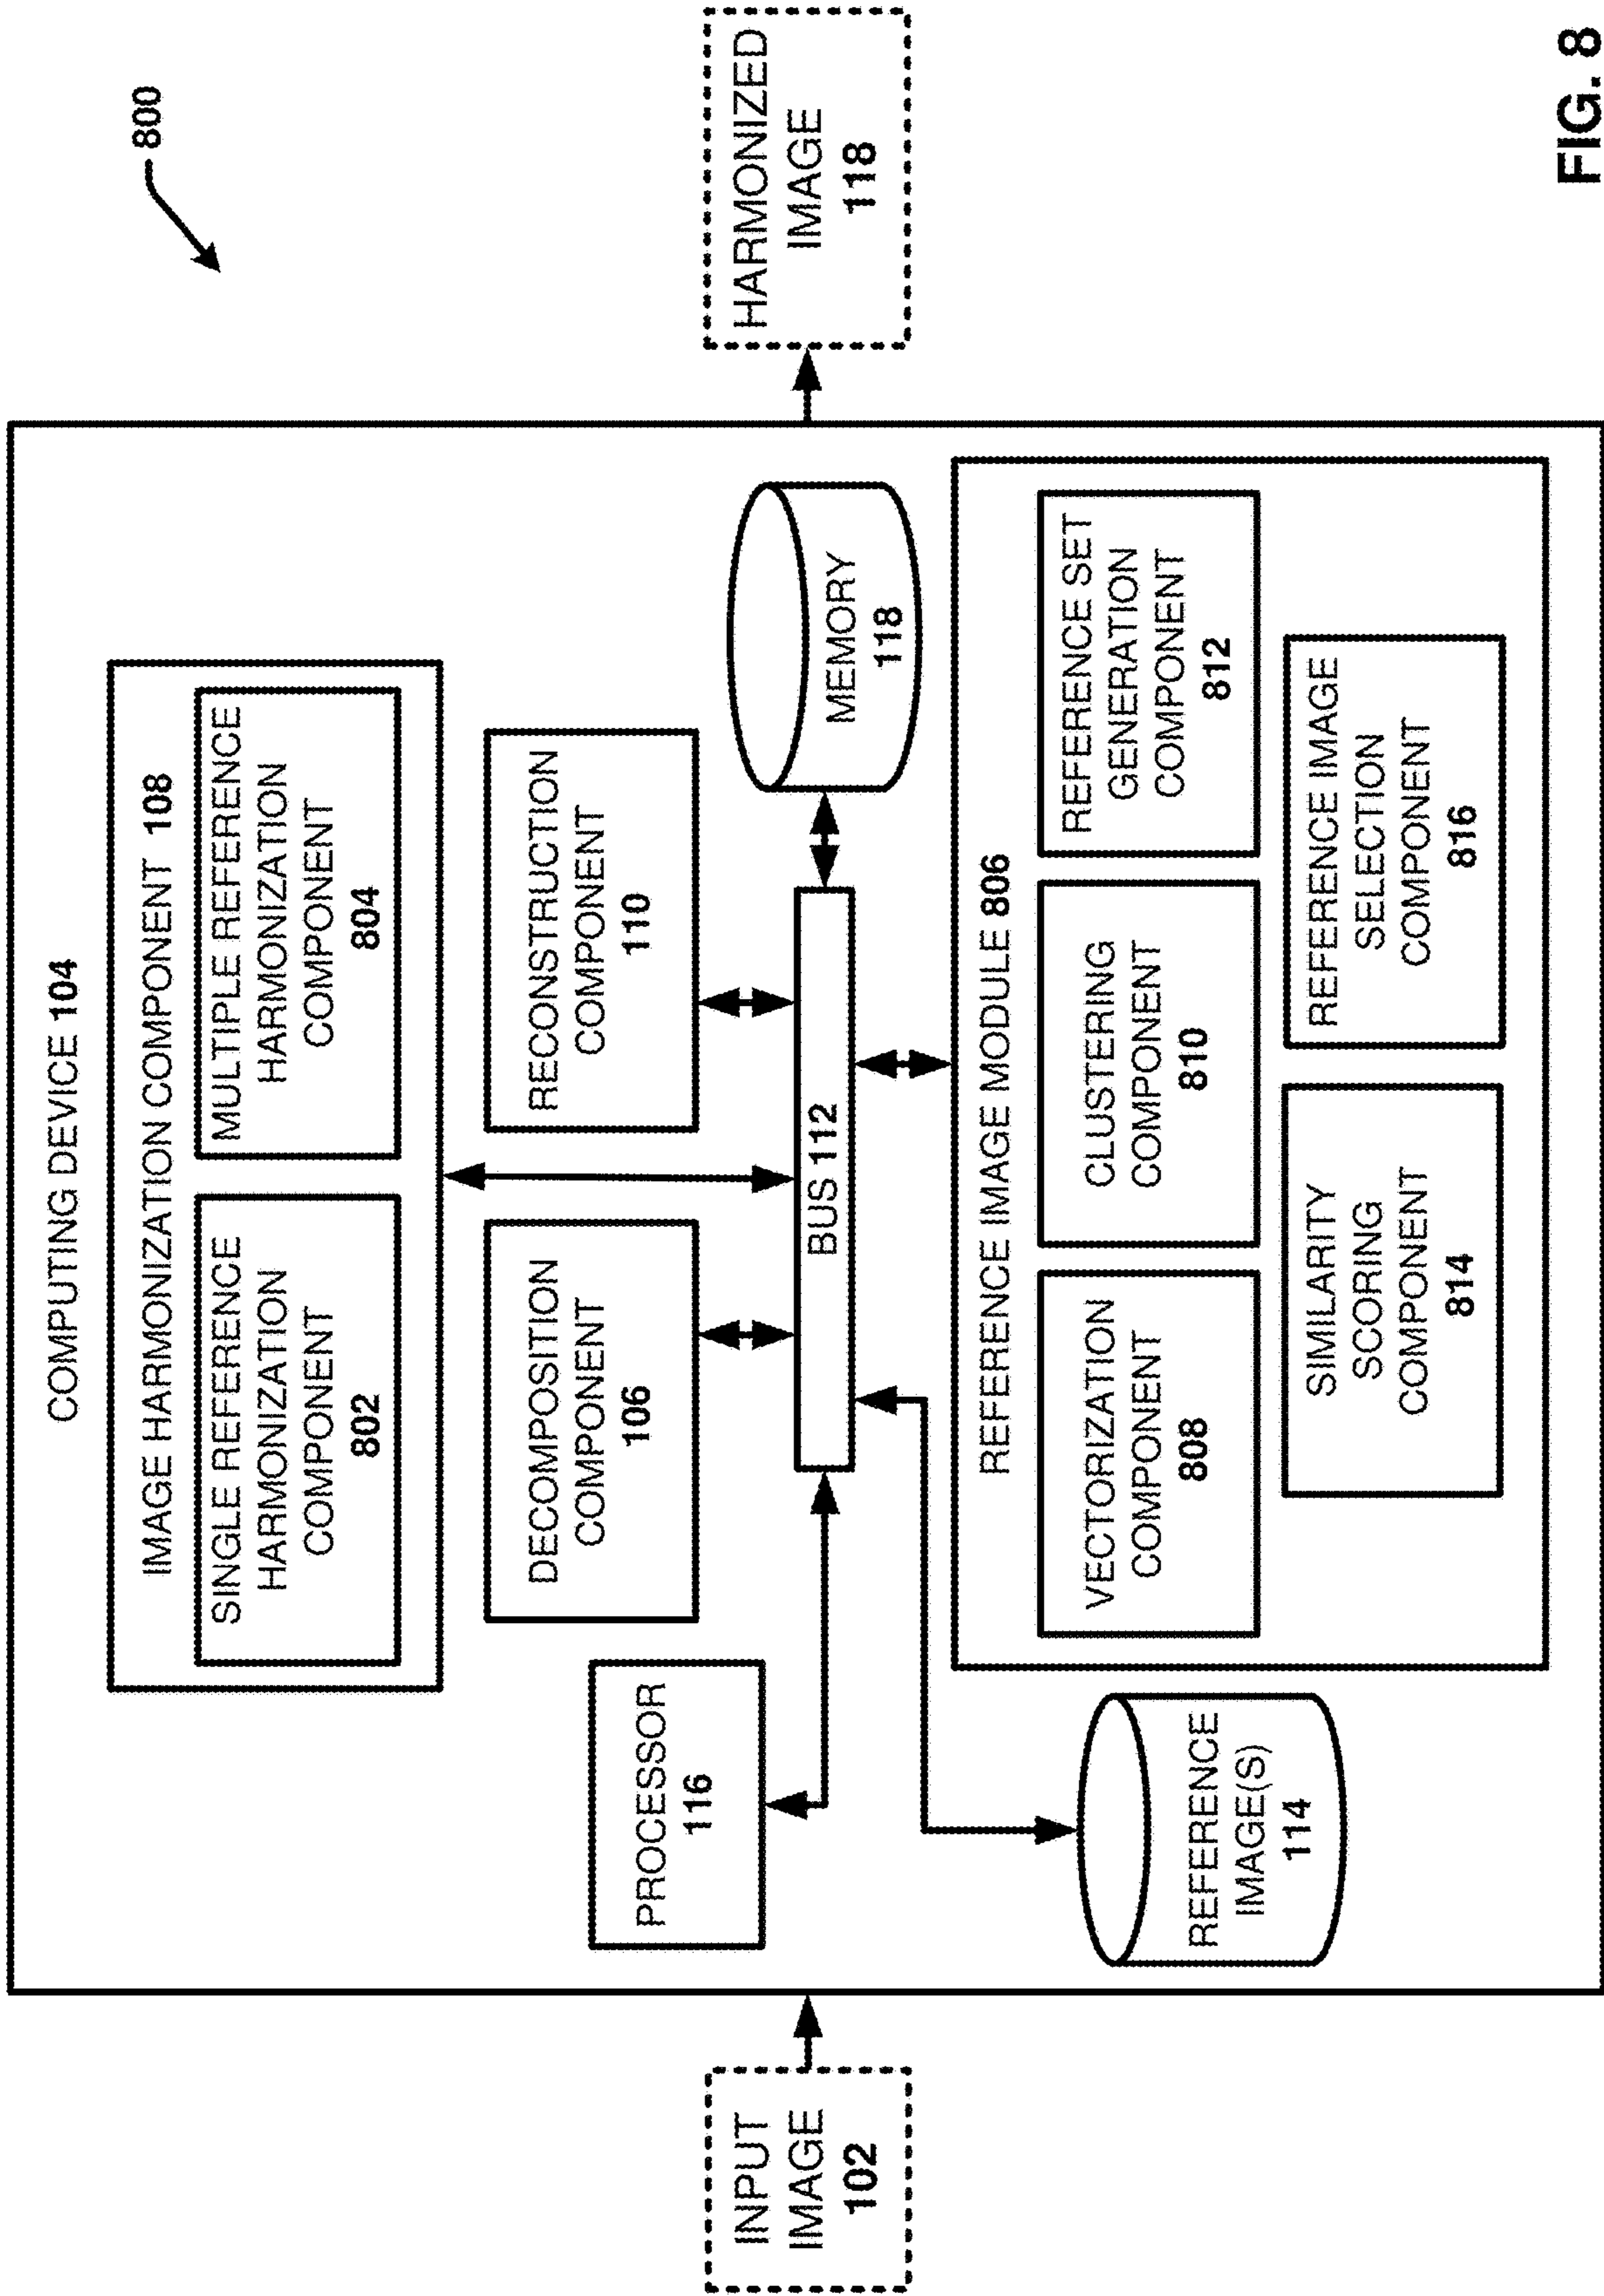 800
COMPUTING DEVICE 104
IMAGE HARMONIZATION COMPONENT 108
SINGLE REFERENCE
HARMONIZATION
COMPONENT
802
MULTIPLE REFERENCE
HARMONIZATION
COMPONENT
804
PROCESSOR
116
DECOMPOSITION
COMPONENT
106
RECONSTRUCTION
COMPONENT
110
INPUT
IMAGE
102
BUS 112
MEMORY
118
HARMONIZED
IMAGE
118
REFERENCE
IMAGE(S)
114
REFERENCE IMAGE MODULE 806
VECTORIZATION
COMPONENT
808
CLUSTERING
COMPONENT
810
REFERENCE SET
GENERATION
COMPONENT
812
SIMILARITY
SCORING
COMPONENT
814
REFERENCE IMAGE
SELECTION
COMPONENT
816
FIG. 8